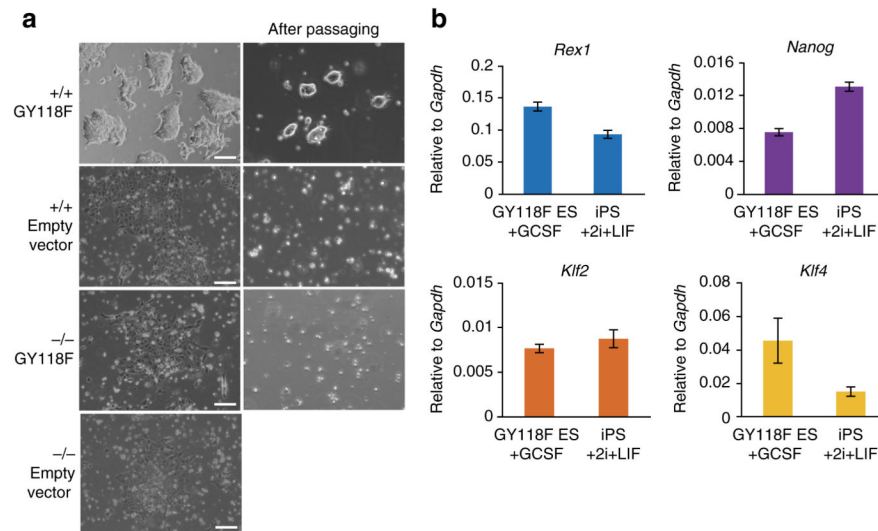 a
After passaging
+/+
GY118F
+/+
Empty
vector
–/–
GY118F
–/–
Empty
vector
b
Rex1
Relative to Gapdh
0.2
0.15
0.1
0.05
0
GY118F ES
+GCSF
iPS
+2i+LIF
Nanog
Relative to Gapdh
0.016
0.012
0.008
0.004
0
GY118F ES
+GCSF
iPS
+2i+LIF
Klf2
Relative to Gapdh
0.015
0.01
0.005
0
GY118F ES
+GCSF
iPS
+2i+LIF
Klf4
Relative to Gapdh
0.08
0.06
0.04
0.02
0
GY118F ES
+GCSF
iPS
+2i+LIF